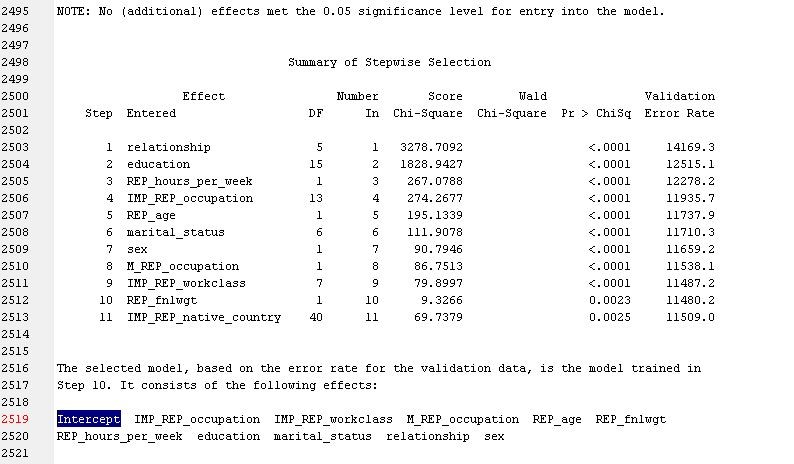 2495 NOTE: No (additional) effects met the 0.05 significance level for entry into the model.
2496
2497
2498 Summary of Stepwise Selection
2499
2500 Effect Number Score Wald Validation
2501 Step Entered DF In Chi-Square Chi-Square Pr > ChiSq Error Rate
2502
2503 1 relationship 5 1 3278.7092 <.0001 14169.3
2504 2 education 15 2 1828.9427 <.0001 12515.1
2505 3 REP_hours_per_week 1 3 267.0788 <.0001 12278.2
2506 4 IMP_REP_occupation 13 4 274.2677 <.0001 11935.7
2507 5 REP_age 1 5 195.1339 <.0001 11737.9
2508 6 marital_status 6 6 111.9078 <.0001 11710.3
2509 7 sex 1 7 90.7946 <.0001 11659.2
2510 8 M_REP_occupation 1 8 86.7513 <.0001 11538.1
2511 9 IMP_REP_workclass 7 9 79.8997 <.0001 11487.2
2512 10 REP_fnlwgt 1 10 9.3266 0.0023 11480.2
2513 11 IMP_REP_native_country 40 11 69.7379 0.0025 11509.0
2514
2515
2516 The selected model, based on the error rate for the validation data, is the model trained in
2517 Step 10. It consists of the following effects:
2518
2519 Intercept IMP_REP_occupation IMP_REP_workclass M_REP_occupation REP_age REP_fnlwgt
2520 REP_hours_per_week education marital_status relationship sex
2521